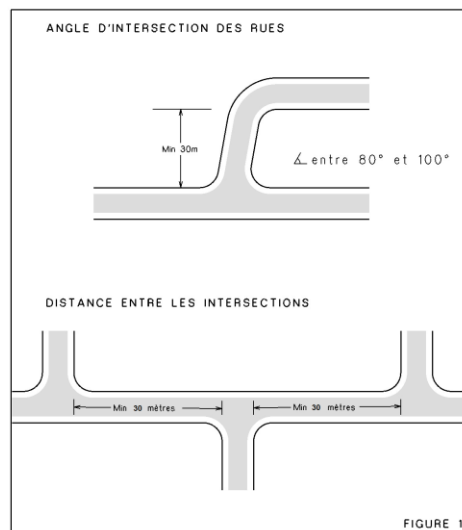 ANGLE D'INTERSECTION DES RUES
Min 30m
∡ entre 80° et 100°
DISTANCE ENTRE LES INTERSECTIONS
Min 30 mètres
Min 30 mètres
FIGURE 1